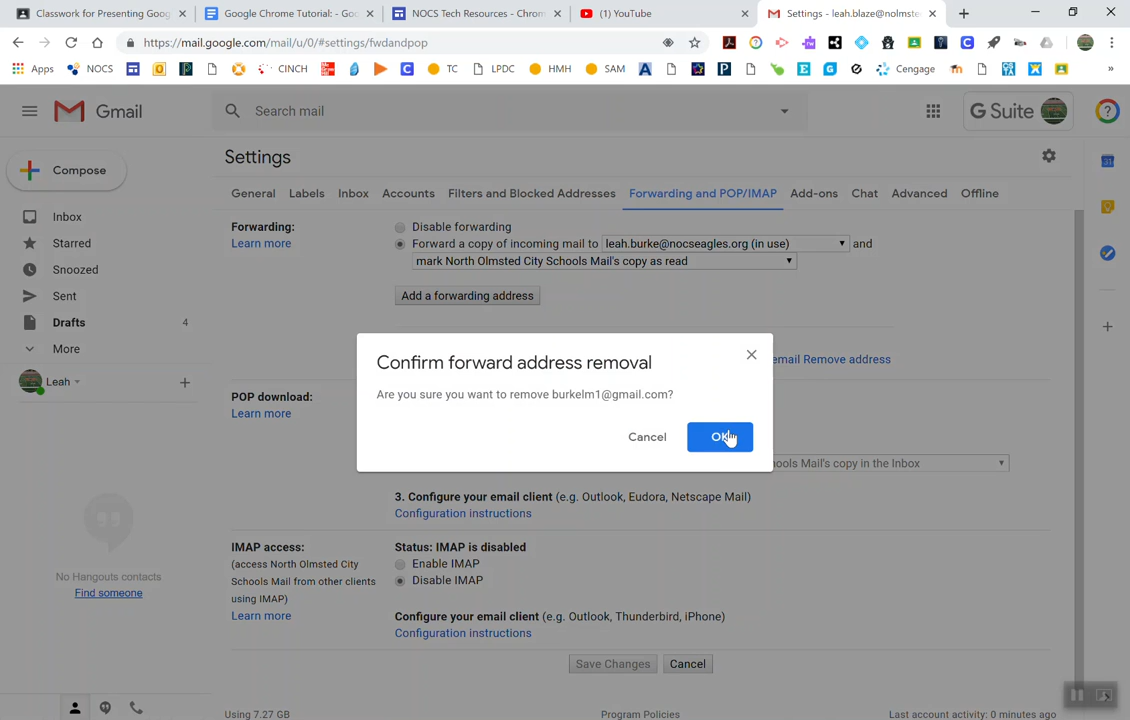 Classwork for Presenting Goog
Google Chrome Tutorial: - Goo
NOCS Tech Resources - Chrom
(1) YouTube
Settings - leah.blaze@nolmste
https://mail.google.com/mail/u/0/#settings/fwdandpop
Apps NOCS CINCH TC LPDC HMH SAM Cengage »
Gmail
Search mail
G Suite
Settings
Compose
General Labels Inbox Accounts Filters and Blocked Addresses Forwarding and POP/IMAP Add-ons Chat Advanced Offline
Inbox
Starred
Snoozed
Sent
Drafts 4
More
Leah
No Hangouts contacts
Find someone
Forwarding:
Learn more
Disable forwarding
Forward a copy of incoming mail to leah.burke@nocseagles.org (in use) and
mark North Olmsted City Schools Mail's copy as read
Add a forwarding address
email Remove address
Confirm forward address removal
Are you sure you want to remove burkelm1@gmail.com?
Cancel OK
POP download:
Learn more
hools Mail's copy in the Inbox
3. Configure your email client (e.g. Outlook, Eudora, Netscape Mail)
Configuration instructions
IMAP access:
(access North Olmsted City
Schools Mail from other clients
using IMAP)
Learn more
Status: IMAP is disabled
Enable IMAP
Disable IMAP
Configure your email client (e.g. Outlook, Thunderbird, iPhone)
Configuration instructions
Save Changes Cancel
Using 7.27 GB
Program Policies
Last account activity: 0 minutes ago